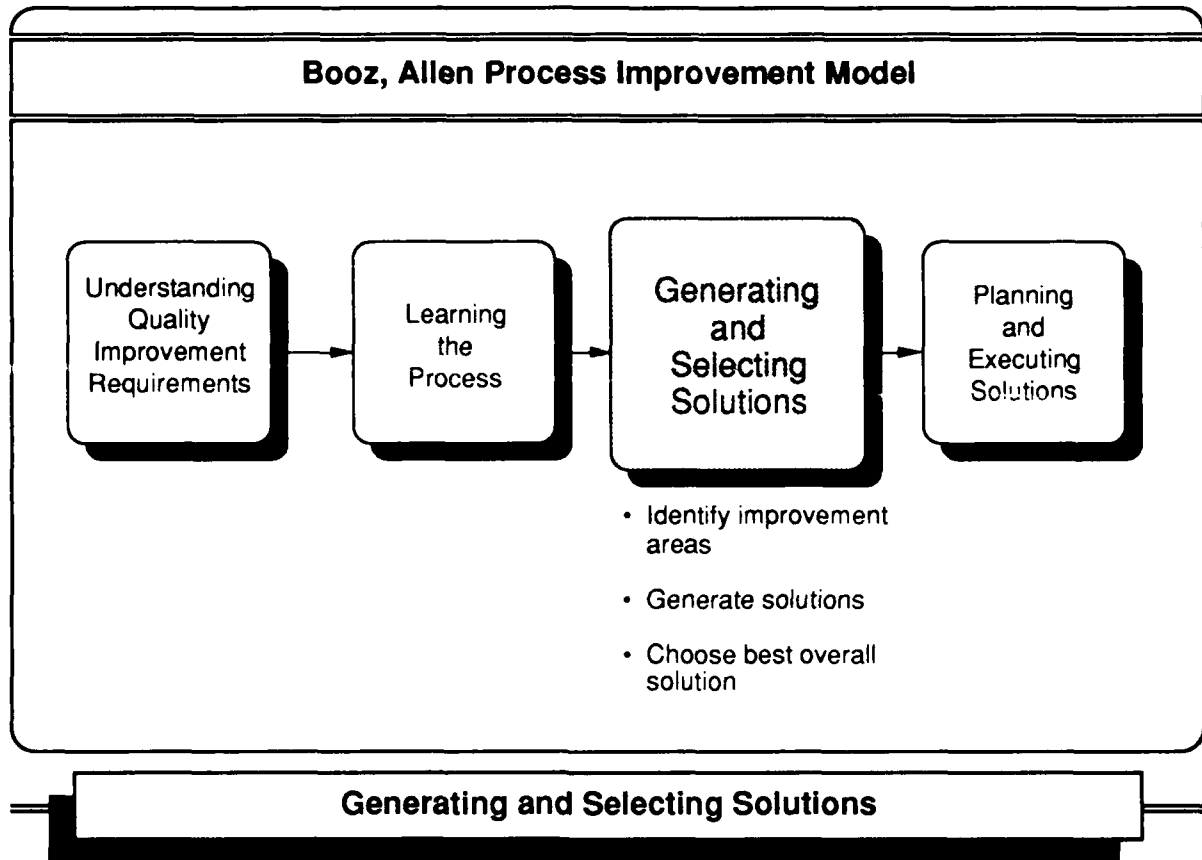 Booz, Allen Process Improvement Model
Understanding
Quality
Improvement
Requirements
Learning
the
Process
Generating
and
Selecting
Solutions
Planning
and
Executing
Solutions
• Identify improvement
areas
• Generate solutions
• Choose best overall
solution
Generating and Selecting Solutions